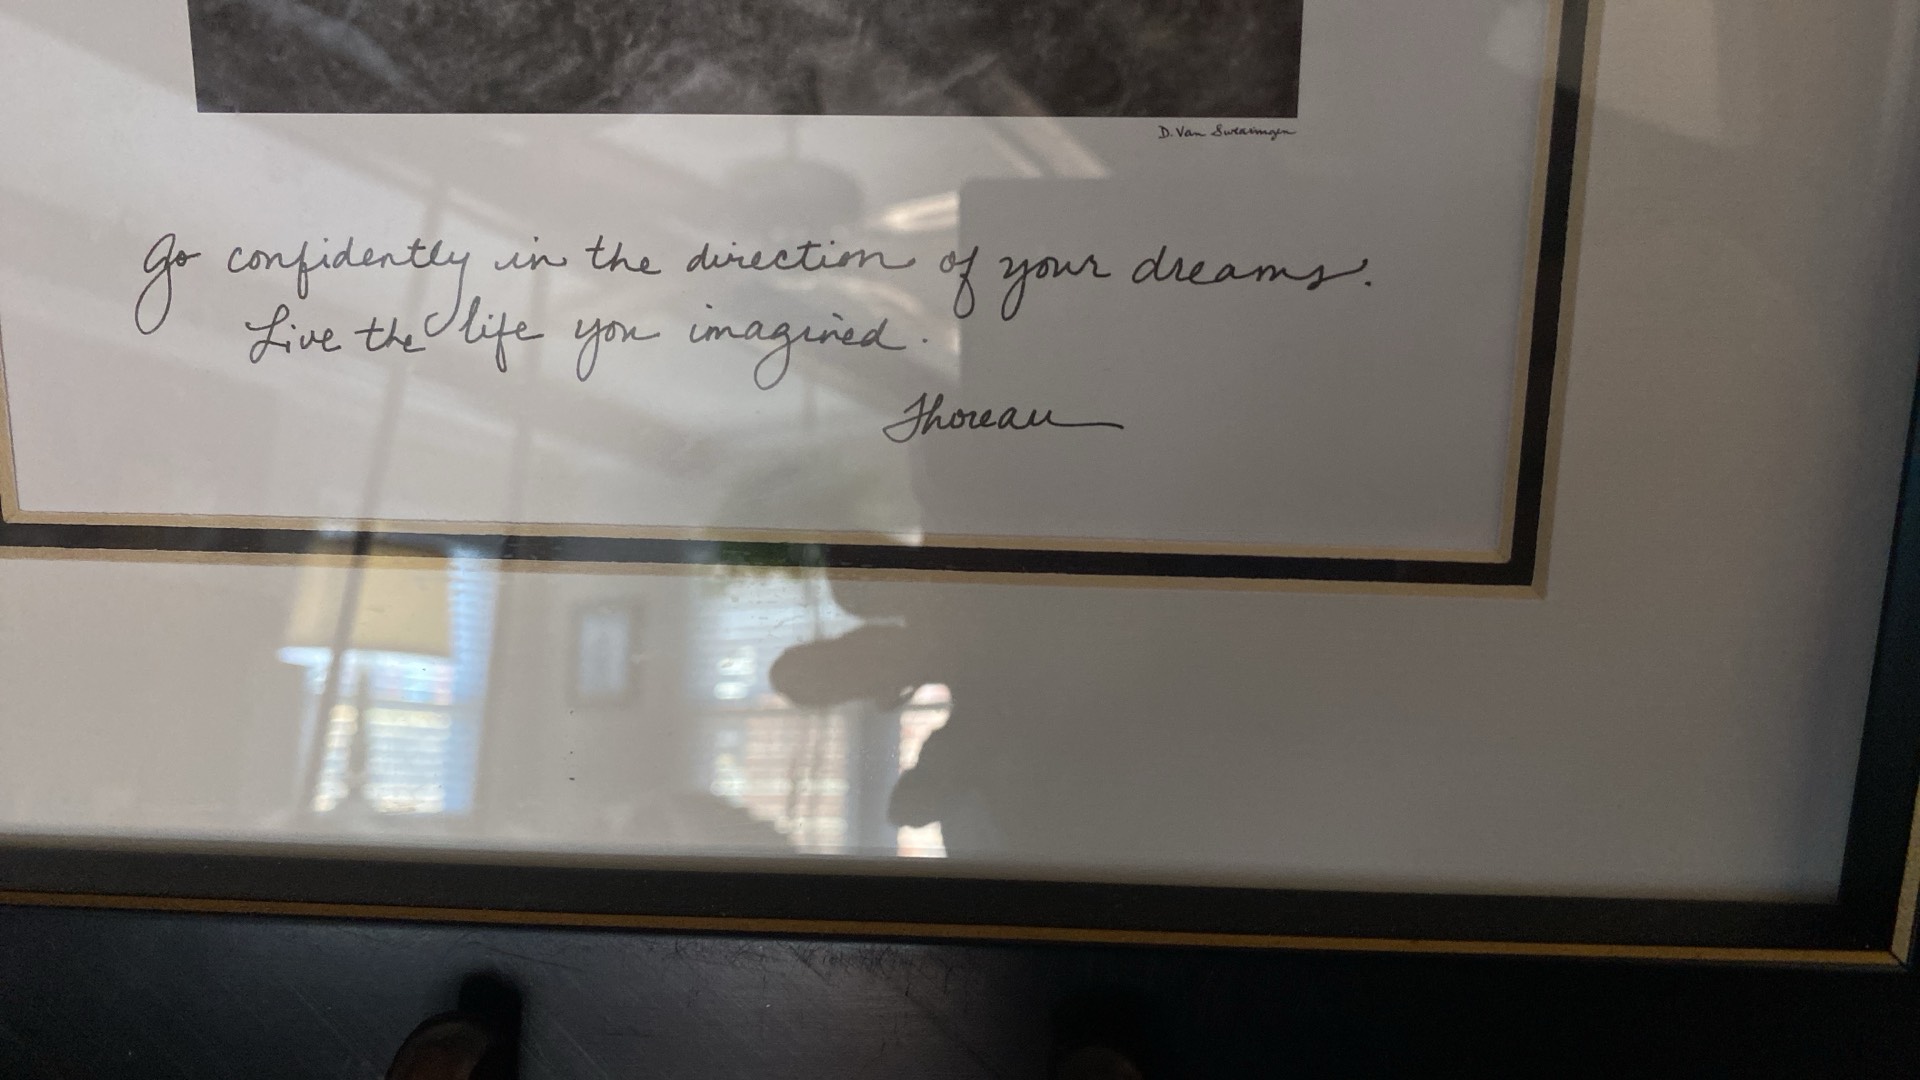 D. Van Swearingen
Go confidently in the direction of your dreams.
Live the life you imagined.
Thoreau